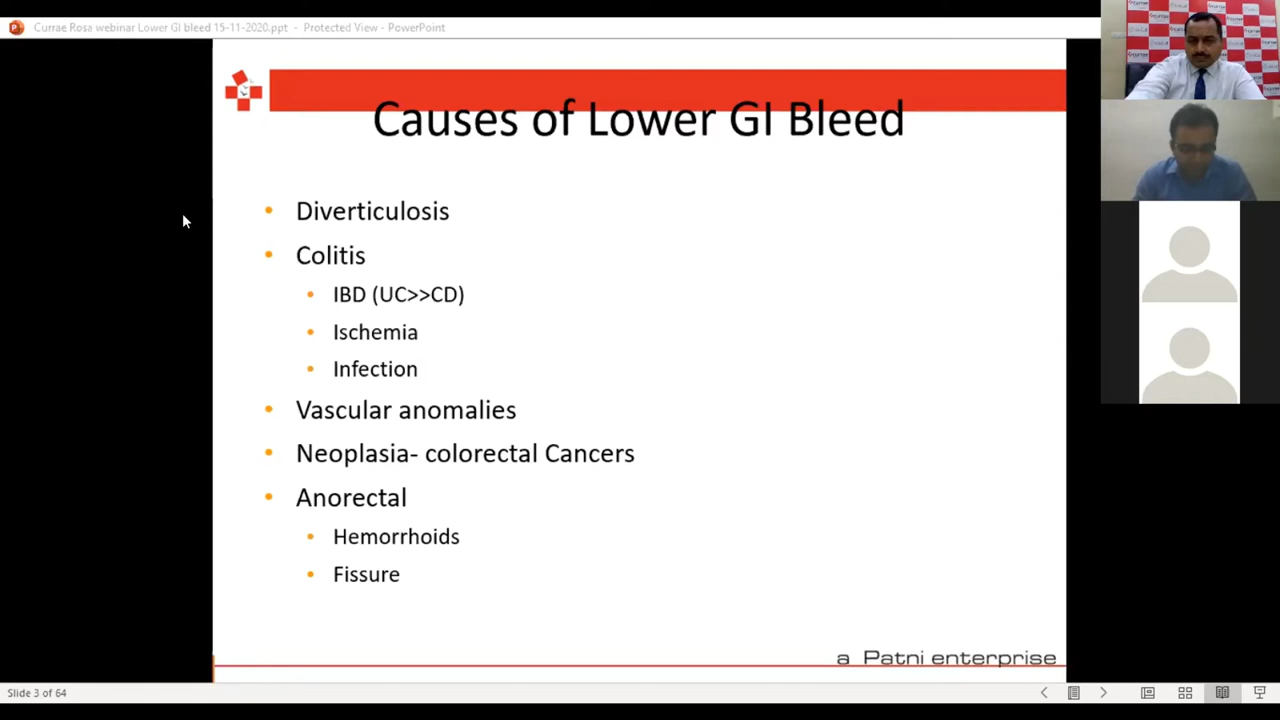 Currae Rosa webinar Lower GI bleed 15-11-2020.ppt - Protected View - PowerPoint
Causes of Lower GI Bleed
• Diverticulosis
• Colitis
• IBD (UC>>CD)
• Ischemia
• Infection
• Vascular anomalies
• Neoplasia- colorectal Cancers
• Anorectal
• Hemorrhoids
• Fissure
a Patni enterprise
Slide 3 of 64